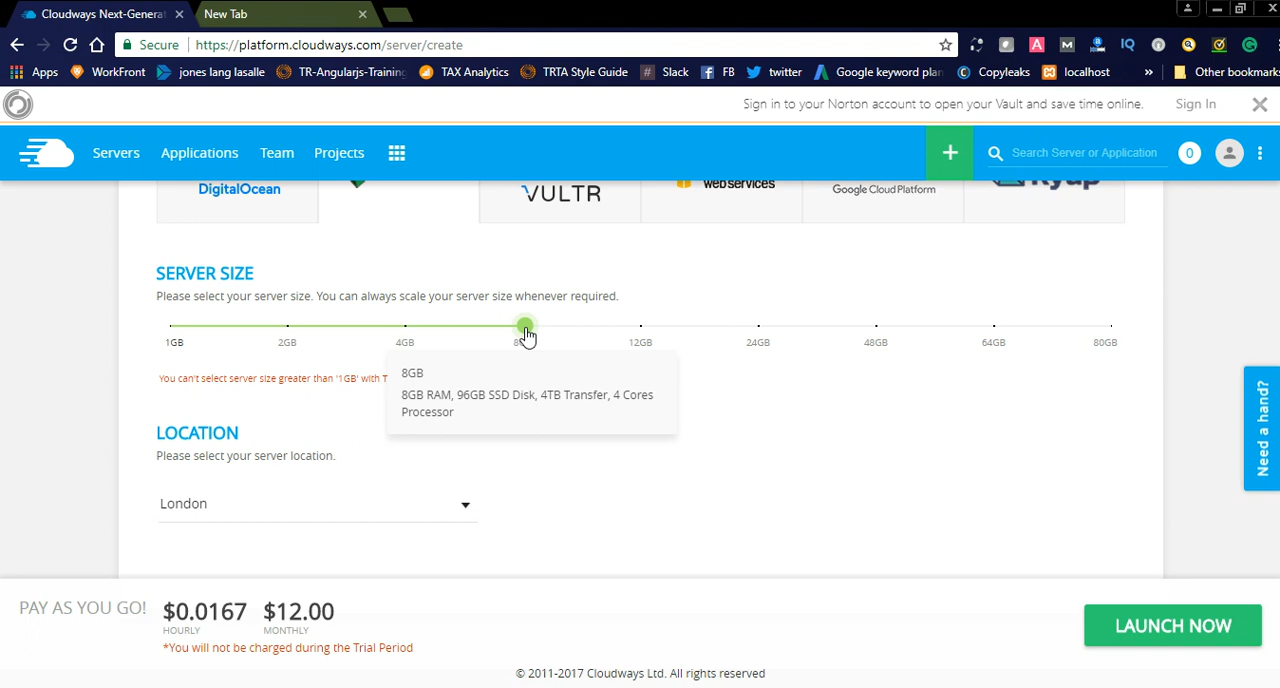 Cloudways Next-Generat
New Tab
Secure
https://platform.cloudways.com/server/create
Apps
WorkFront
jones lang lasalle
TR-Angularjs-Training
TAX Analytics
TRTA Style Guide
Slack
FB
twitter
Google keyword plan
Copyleaks
localhost
»
Other bookmarks
Sign in to your Norton account to open your Vault and save time online.
Sign In
Servers
Applications
Team
Projects
Search Server or Application
0
DigitalOcean
VULTR
webservices
Google Cloud Platform
SERVER SIZE
Please select your server size. You can always scale your server size whenever required.
1GB
2GB
4GB
12GB
24GB
48GB
64GB
80GB
You can't select server size greater than '1GB' with T
8GB
8GB RAM, 96GB SSD Disk, 4TB Transfer, 4 Cores
Processor
LOCATION
Please select your server location.
London
Need a hand?
PAY AS YOU GO!
$0.0167
HOURLY
$12.00
MONTHLY
*You will not be charged during the Trial Period
LAUNCH NOW
© 2011-2017 Cloudways Ltd. All rights reserved